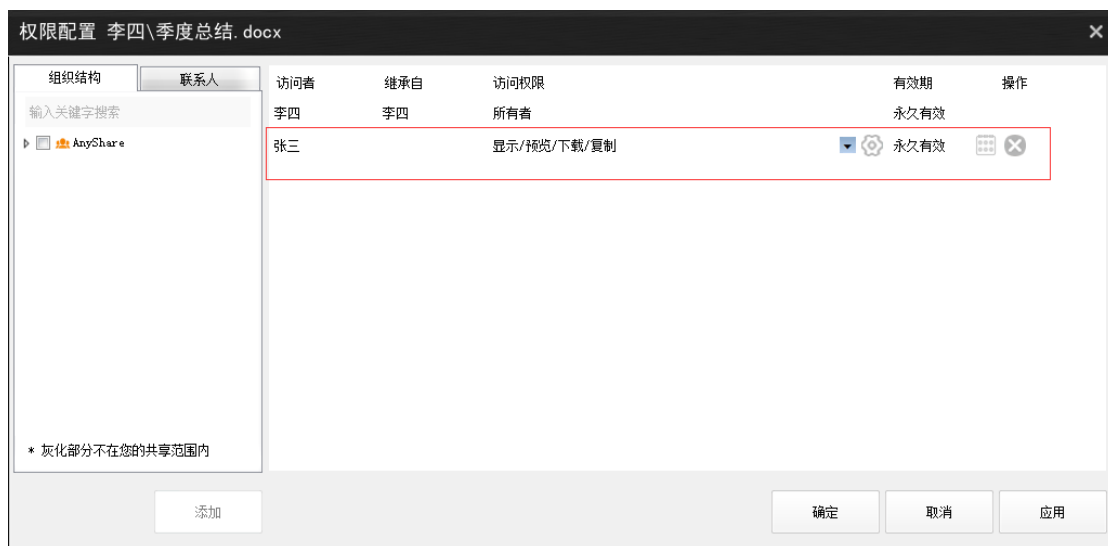 权限配置 李四\季度总结.docx
组织结构 联系人
输入关键字搜索
AnyShare
* 灰化部分不在您的共享范围内
添加
访问者 继承自 访问权限 有效期 操作
李四 李四 所有者 永久有效
张三 显示/预览/下载/复制 永久有效
确定 取消 应用